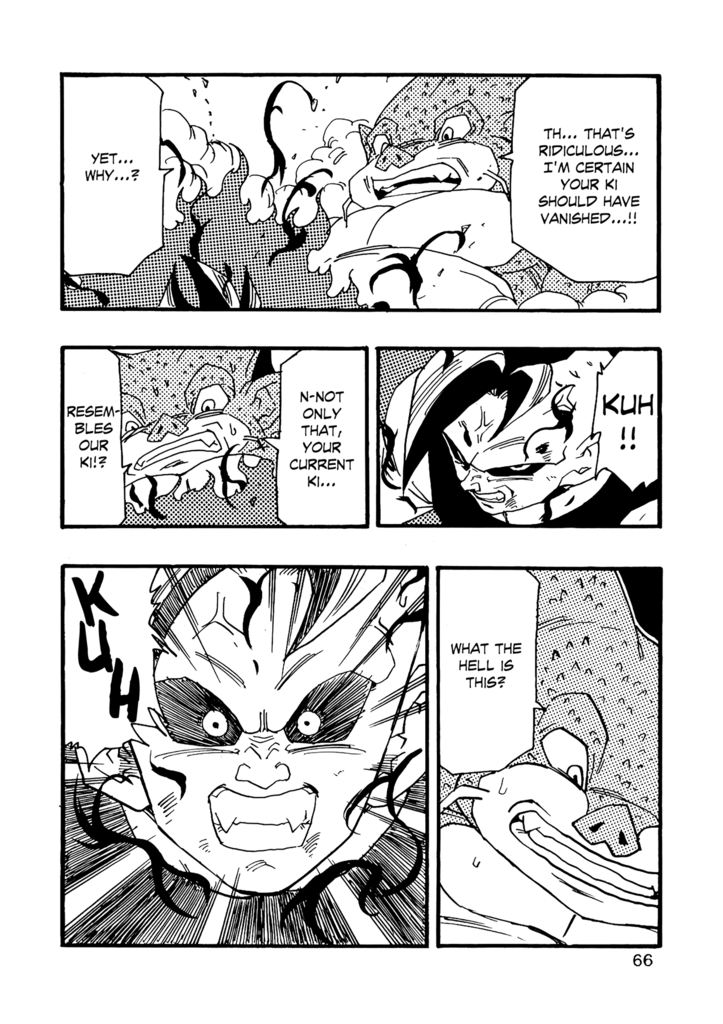 TH... THAT'S
RIDICULOUS...
I'M CERTAIN
YOUR KI
SHOULD HAVE
VANISHED...!!
YET...
WHY...?
KUH
!!
N-NOT
ONLY
THAT,
YOUR
CURRENT
KI...
RESEM-
BLES
OUR
KI!?
WHAT THE
HELL IS
THIS?
KUH
66